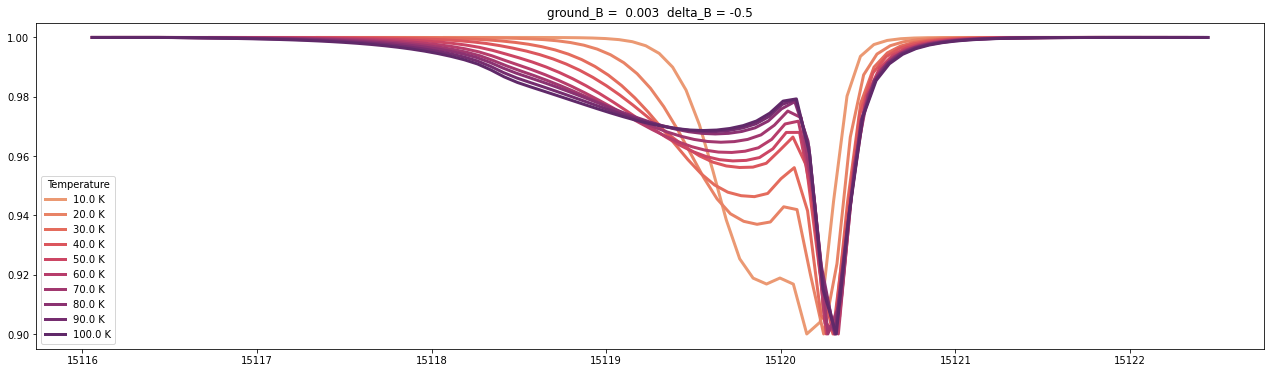 ground_B = 0.003 delta_B = -0.5
1.00
0.98
0.96
0.94
0.92
0.90
Temperature
10.0 K
20.0 K
30.0 K
40.0 K
50.0 K
60.0 K
70.0 K
80.0 K
90.0 K
100.0 K
15116
15117
15118
15119
15120
15121
15122